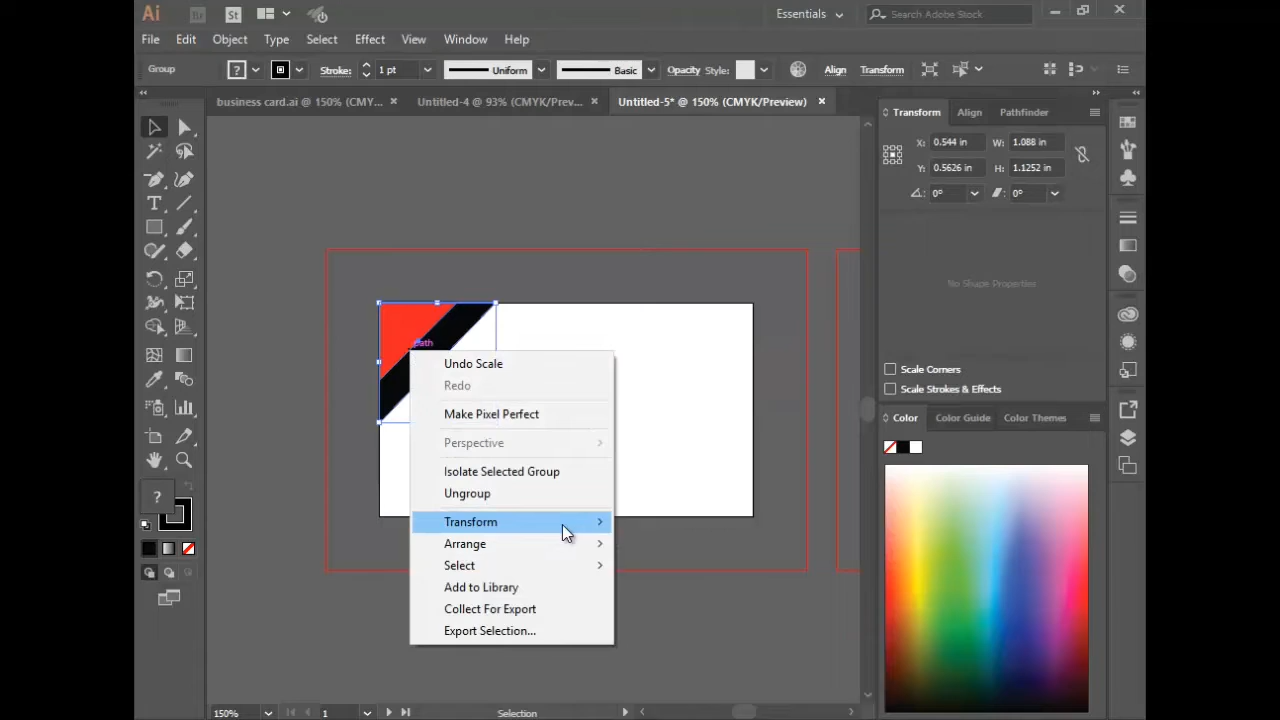 Ai Br St Essentials Search Adobe Stock
File Edit Object Type Select Effect View Window Help
Group ? Stroke: 1 pt Uniform Basic Opacity Style: Align Transform
business card.ai @ 150% (CMY... × Untitled-4 @ 93% (CMYK/Prev... × Untitled-5* @ 150% (CMYK/Preview) ×
Transform Align Pathfinder
X: 0.544 in W: 1.088 in
Y: 0.5626 in H: 1.1252 in
0° 0°
No Shape Properties
path
Undo Scale
Redo
Make Pixel Perfect
Perspective
Isolate Selected Group
Ungroup
Transform
Arrange
Select
Add to Library
Collect For Export
Export Selection...
Scale Corners
Scale Strokes & Effects
Color Color Guide Color Themes
?
150% 1 Selection